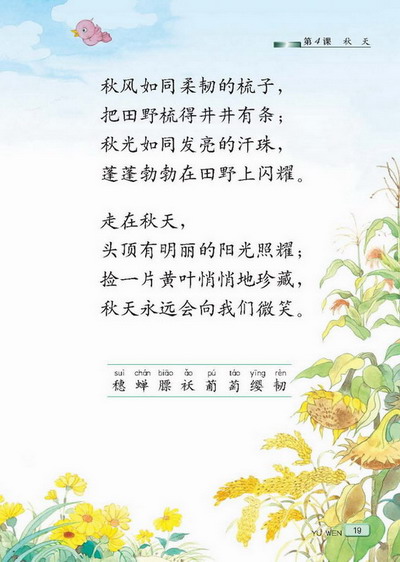 第4课 秋天
秋风如同柔韧的梳子，
把田野梳得井井有条；
秋光如同发亮的汗珠，
蓬蓬勃勃在田野上闪耀。
走在秋天，
头顶有明丽的阳光照耀；
捡一片黄叶悄悄地珍藏，
秋天永远会向我们微笑。
suì chán biāo ǎo pú táo yīng rèn
穗 蝉 膘 袄 葡 萄 缨 韧
YU WEN 19